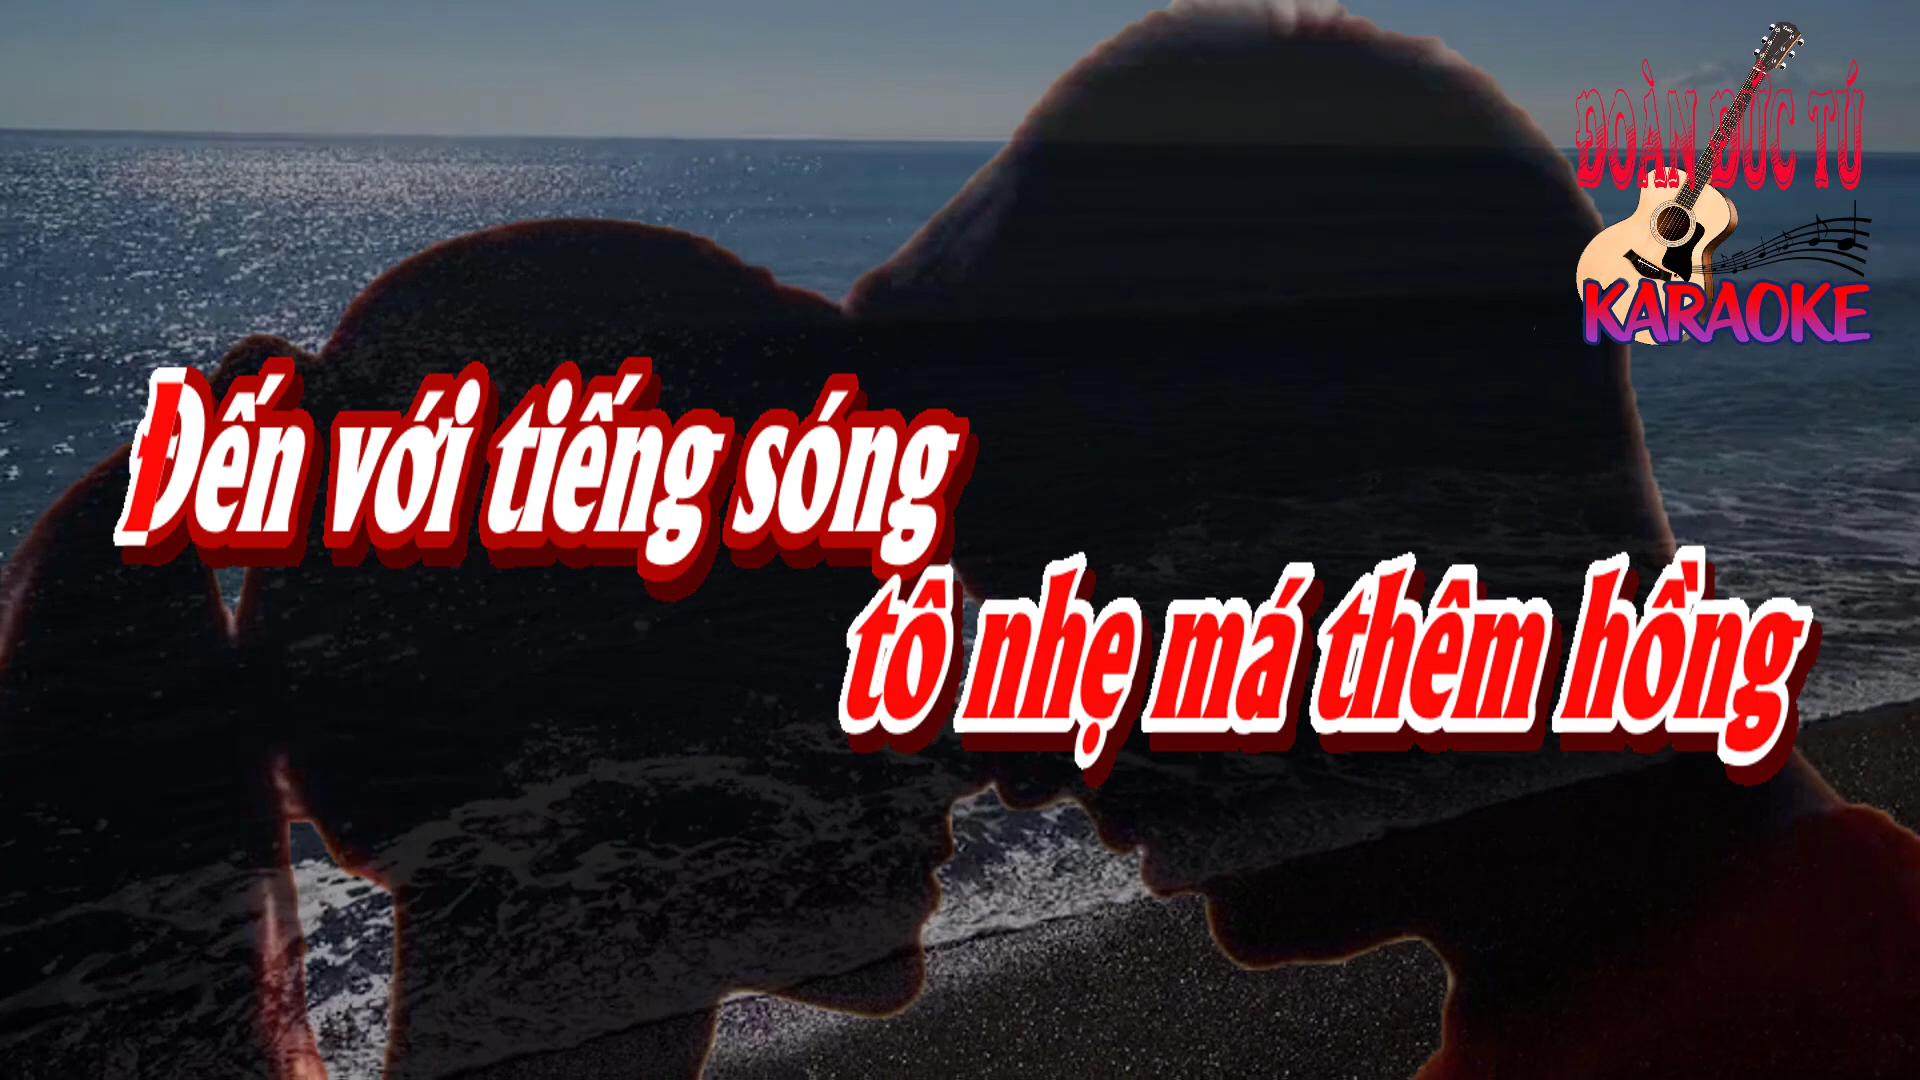 ĐOÀN ĐỨC TÚ
KARAOKE
Đến với tiếng sóng
tô nhẹ má thêm hồng